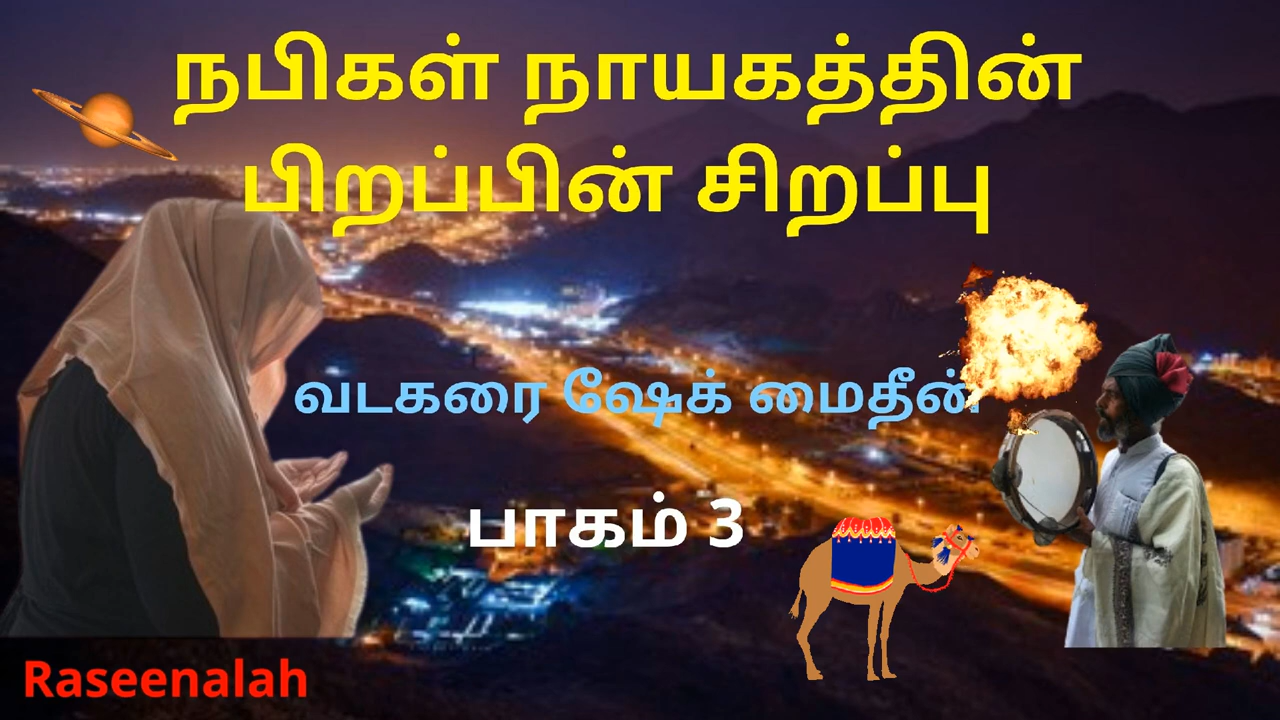 நபிகள் நாயகத்தின்
பிறப்பின் சிறப்பு
வடகரை ஷேக் மைதீன்
பாகம் 3
Raseenalah